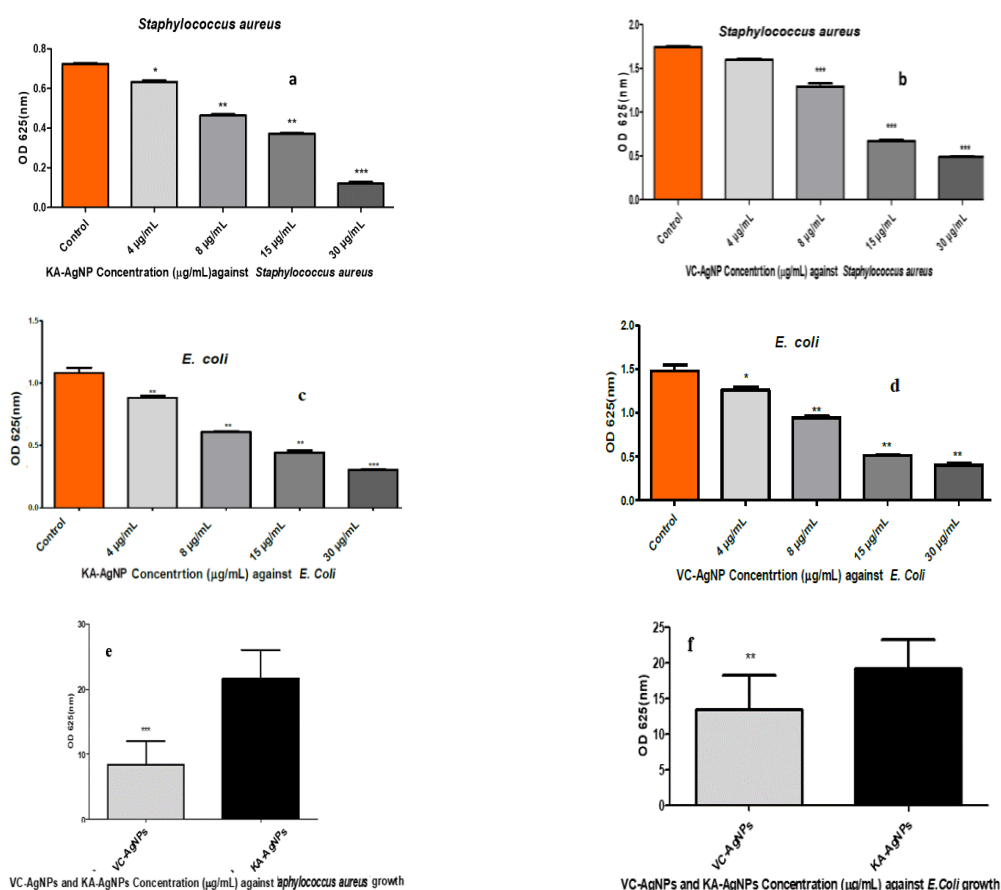 Staphylococcus aureus
0.8
0.6
0.4
0.2
0.0
OD 625(nm)
a
*
**
**
***
Control
4 µg/mL
8 µg/mL
15 µg/mL
30 µg/mL
KA-AgNP Concentration (µg/mL)against Staphylococcus aureus
Staphylococcus aureus
2.0
1.5
1.0
0.5
0.0
OD 625(nm)
b
***
***
***
Control
4 µg/mL
8 µg/mL
15 µg/mL
30 µg/mL
VC-AgNP Concentrtion (µg/mL) against Staphylococcus aureus
E. coli
1.5
1.0
0.5
0.0
OD 625(nm)
c
**
**
**
***
Control
4 µg/mL
8 µg/mL
15 µg/mL
30 µg/mL
KA-AgNP Concentrtion (µg/mL) against E. Coli
E. coli
2.0
1.5
1.0
0.5
0.0
OD 625(nm)
d
*
**
**
**
Control
4 µg/mL
8 µg/mL
15 µg/mL
30 µg/mL
VC-AgNP Concentrtion (µg/mL) against E. Coli
30
20
10
0
OD 625(nm)
e
***
VC-AgNPs
KA-AgNPs
VC-AgNPs and KA-AgNPs Concentration (µg/mL) against aphylococcus aureus growth
25
20
15
10
5
0
OD 625(nm)
f
**
VC-AgNPs
KA-AgNPs
VC-AgNPs and KA-AgNPs Concentration (µg/mL) against E.Coli growth